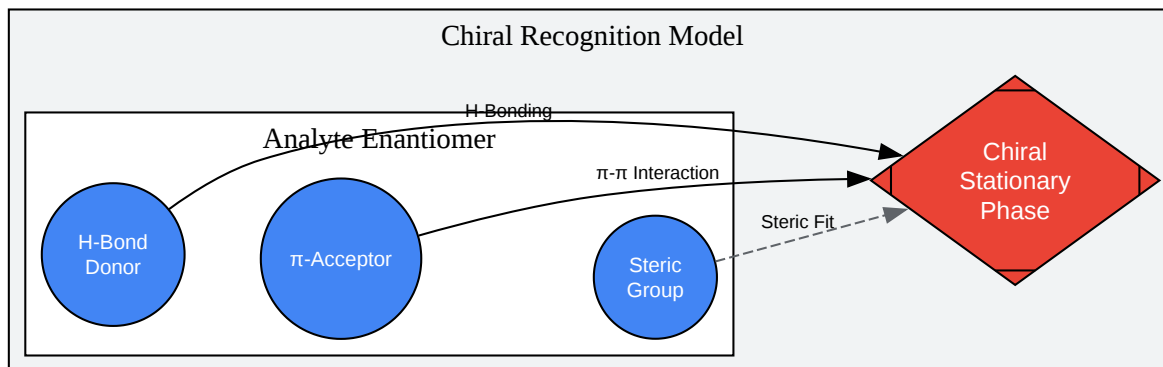 Chiral Recognition Model
H-Bonding
Analyte Enantiomer
Chiral
Stationary
Phase
π-π Interaction
Steric Fit
H-Bond
Donor
π-Acceptor
Steric
Group